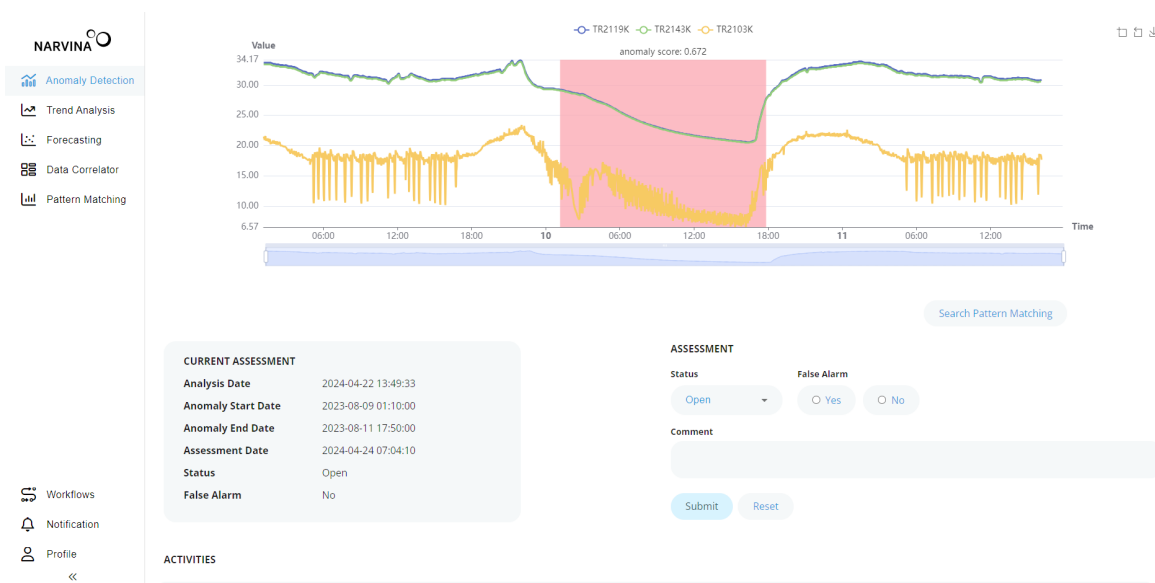 NARVINA
Anomaly Detection
Trend Analysis
Forecasting
Data Correlator
Pattern Matching
Workflows
Notification
Profile
TR2119K TR2143K TR2103K
anomaly score: 0.672
Value
34.17
30.00
25.00
20.00
15.00
10.00
6.57
06:00 12:00 18:00 10 06:00 12:00 18:00 11 06:00 12:00
Time
Search Pattern Matching
CURRENT ASSESSMENT
Analysis Date 2024-04-22 13:49:33
Anomaly Start Date 2023-08-09 01:10:00
Anomaly End Date 2023-08-11 17:50:00
Assessment Date 2024-04-24 07:04:10
Status Open
False Alarm No
ASSESSMENT
Status False Alarm
Open Yes No
Comment
Submit Reset
ACTIVITIES